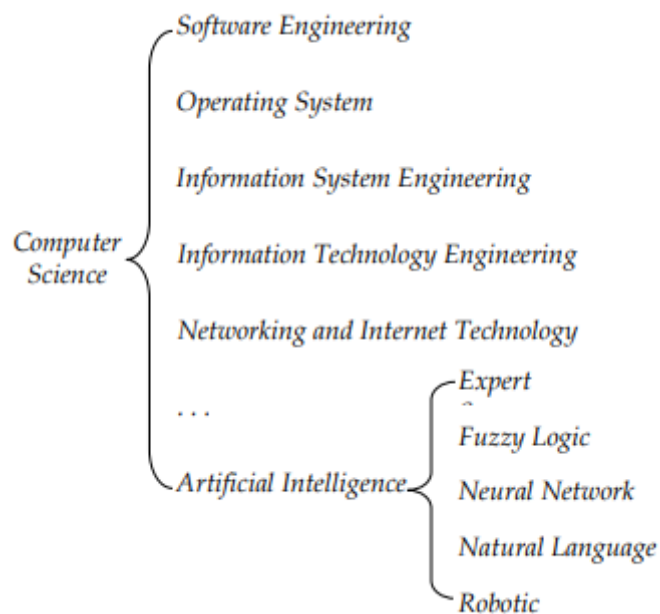 Software Engineering
Operating System
Information System Engineering
Computer
Science
Information Technology Engineering
Networking and Internet Technology
. . .
Artificial Intelligence
Expert
Fuzzy Logic
Neural Network
Natural Language
Robotic